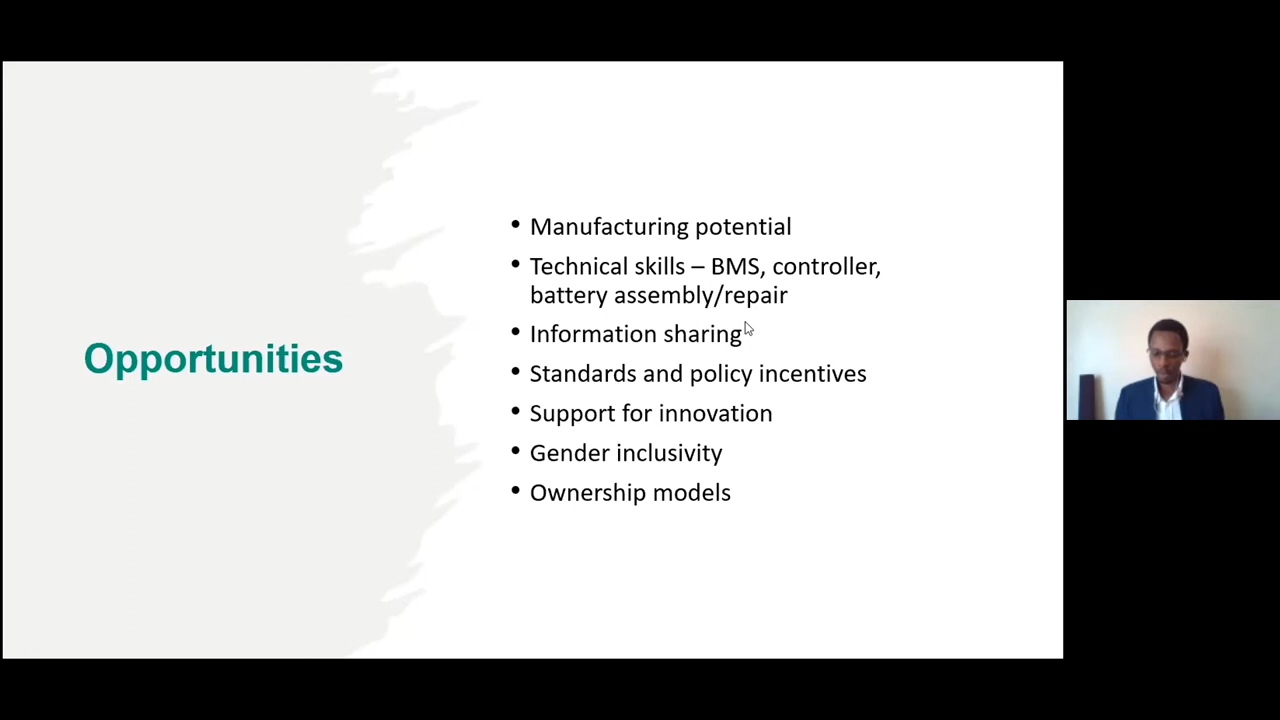 Opportunities
• Manufacturing potential
• Technical skills – BMS, controller,
battery assembly/repair
• Information sharing
• Standards and policy incentives
• Support for innovation
• Gender inclusivity
• Ownership models